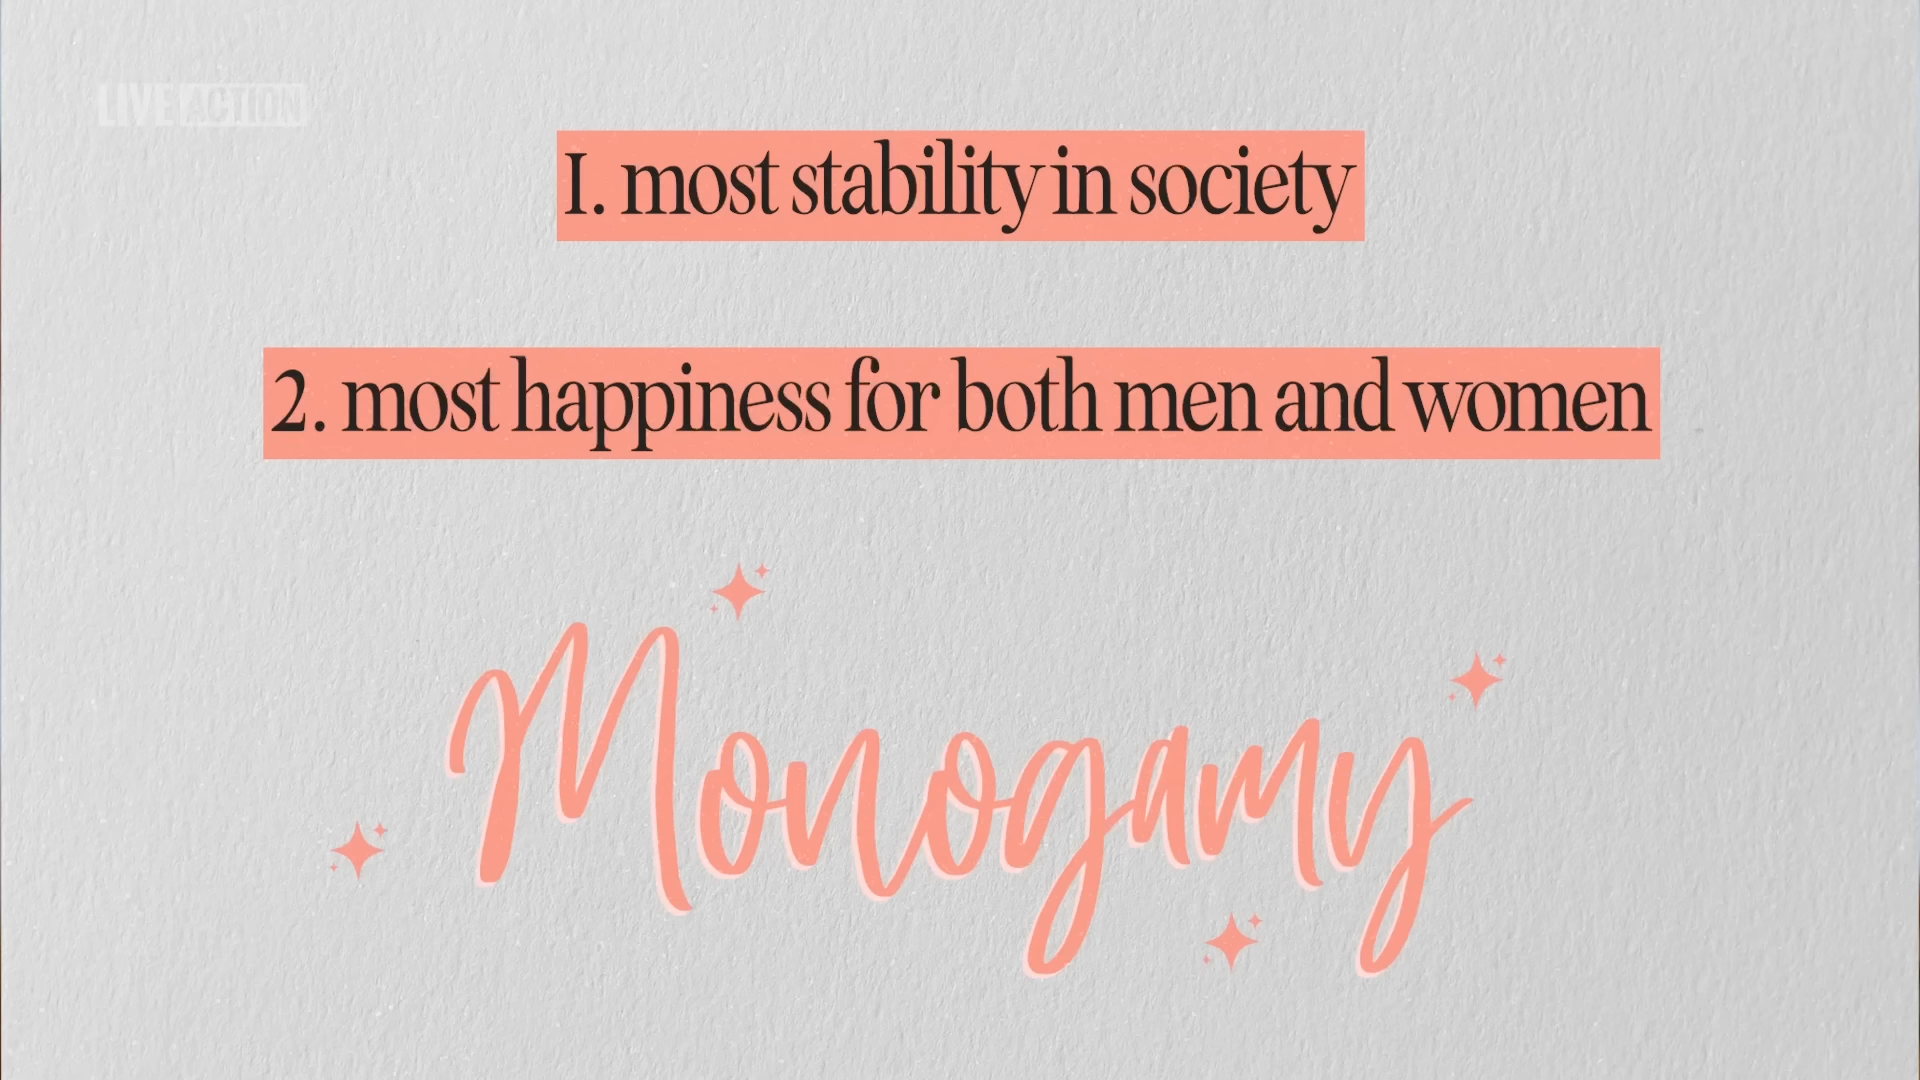 LIVE ACTION
1. most stability in society
2. most happiness for both men and women
Monogamy